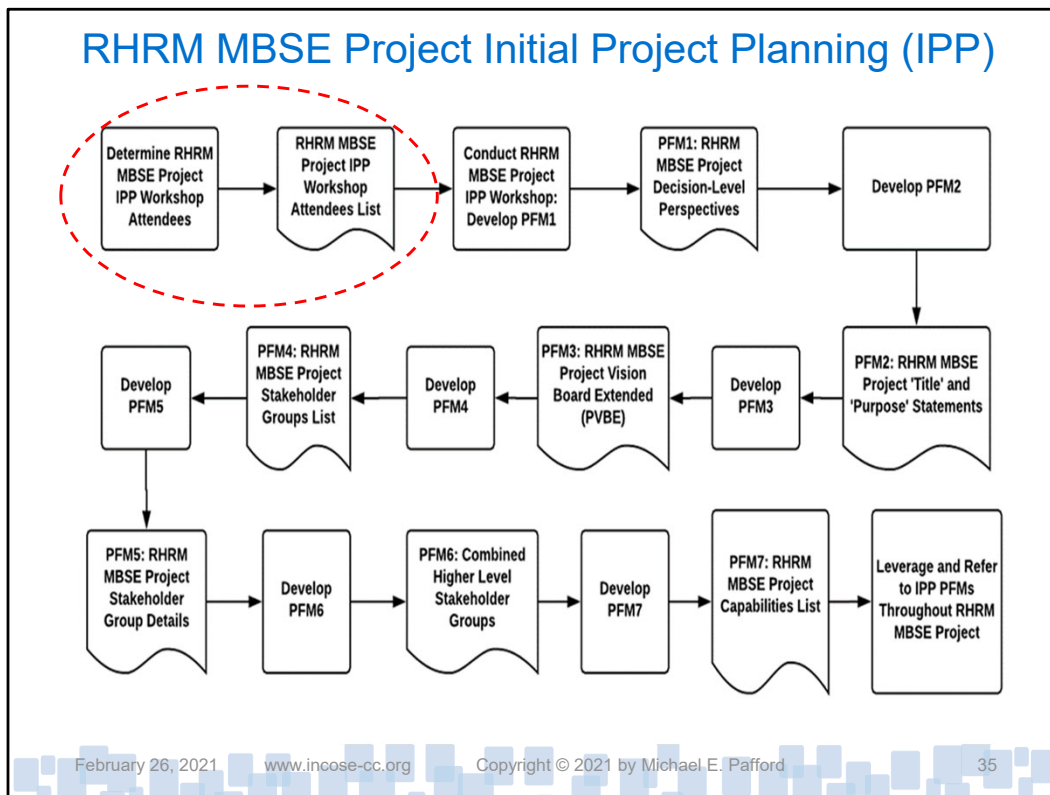 RHRM MBSE Project Initial Project Planning (IPP)
Determine RHRM
MBSE Project
IPP Workshop
Attendees
RHRM MBSE
Project IPP
Workshop
Attendees List
Conduct RHRM
MBSE Project
IPP Workshop:
Develop PFM1
PFM1: RHRM
MBSE Project
Decision-Level
Perspectives
Develop PFM2
PFM2: RHRM MBSE
Project 'Title' and
'Purpose' Statements
Develop
PFM3
PFM3: RHRM MBSE
Project Vision
Board Extended
(PVBE)
Develop
PFM4
PFM4: RHRM
MBSE Project
Stakeholder
Groups List
Develop
PFM5
PFM5: RHRM
MBSE Project
Stakeholder
Group Details
Develop
PFM6
PFM6: Combined
Higher Level
Stakeholder
Groups
Develop
PFM7
PFM7: RHRM
MBSE Project
Capabilities List
Leverage and Refer
to IPP PFMs
Throughout RHRM
MBSE Project
February 26, 2021 www.incose-cc.org Copyright © 2021 by Michael E. Pafford 35